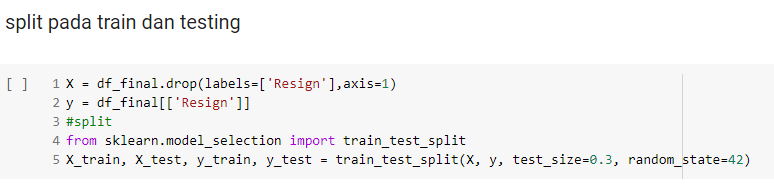 split pada train dan testing
[ ] 1 X = df_final.drop(labels=['Resign'],axis=1)
2 y = df_final[['Resign']]
3 #split
4 from sklearn.model_selection import train_test_split
5 X_train, X_test, y_train, y_test = train_test_split(X, y, test_size=0.3, random_state=42)